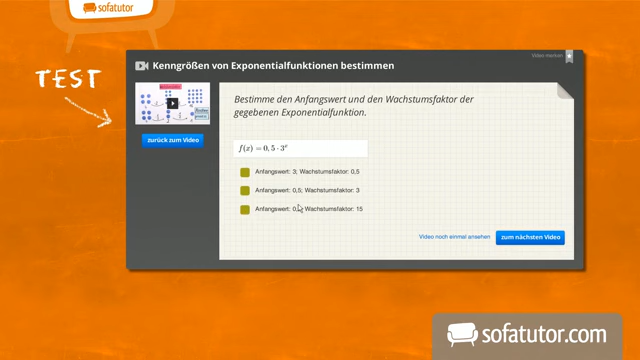 sofatutor
TEST
Kenngrößen von Exponentialfunktionen bestimmen
Video merken
Bestimme den Anfangswert und den Wachstumsfaktor der
gegebenen Exponentialfunktion.
zurück zum Video
f(x) = 0,5 · 3ˣ
Anfangswert: 3; Wachstumsfaktor: 0,5
Anfangswert: 0,5; Wachstumsfaktor: 3
Anfangswert: Wachstumsfaktor: 15
Video noch einmal ansehen
zum nächsten Video
sofatutor.com